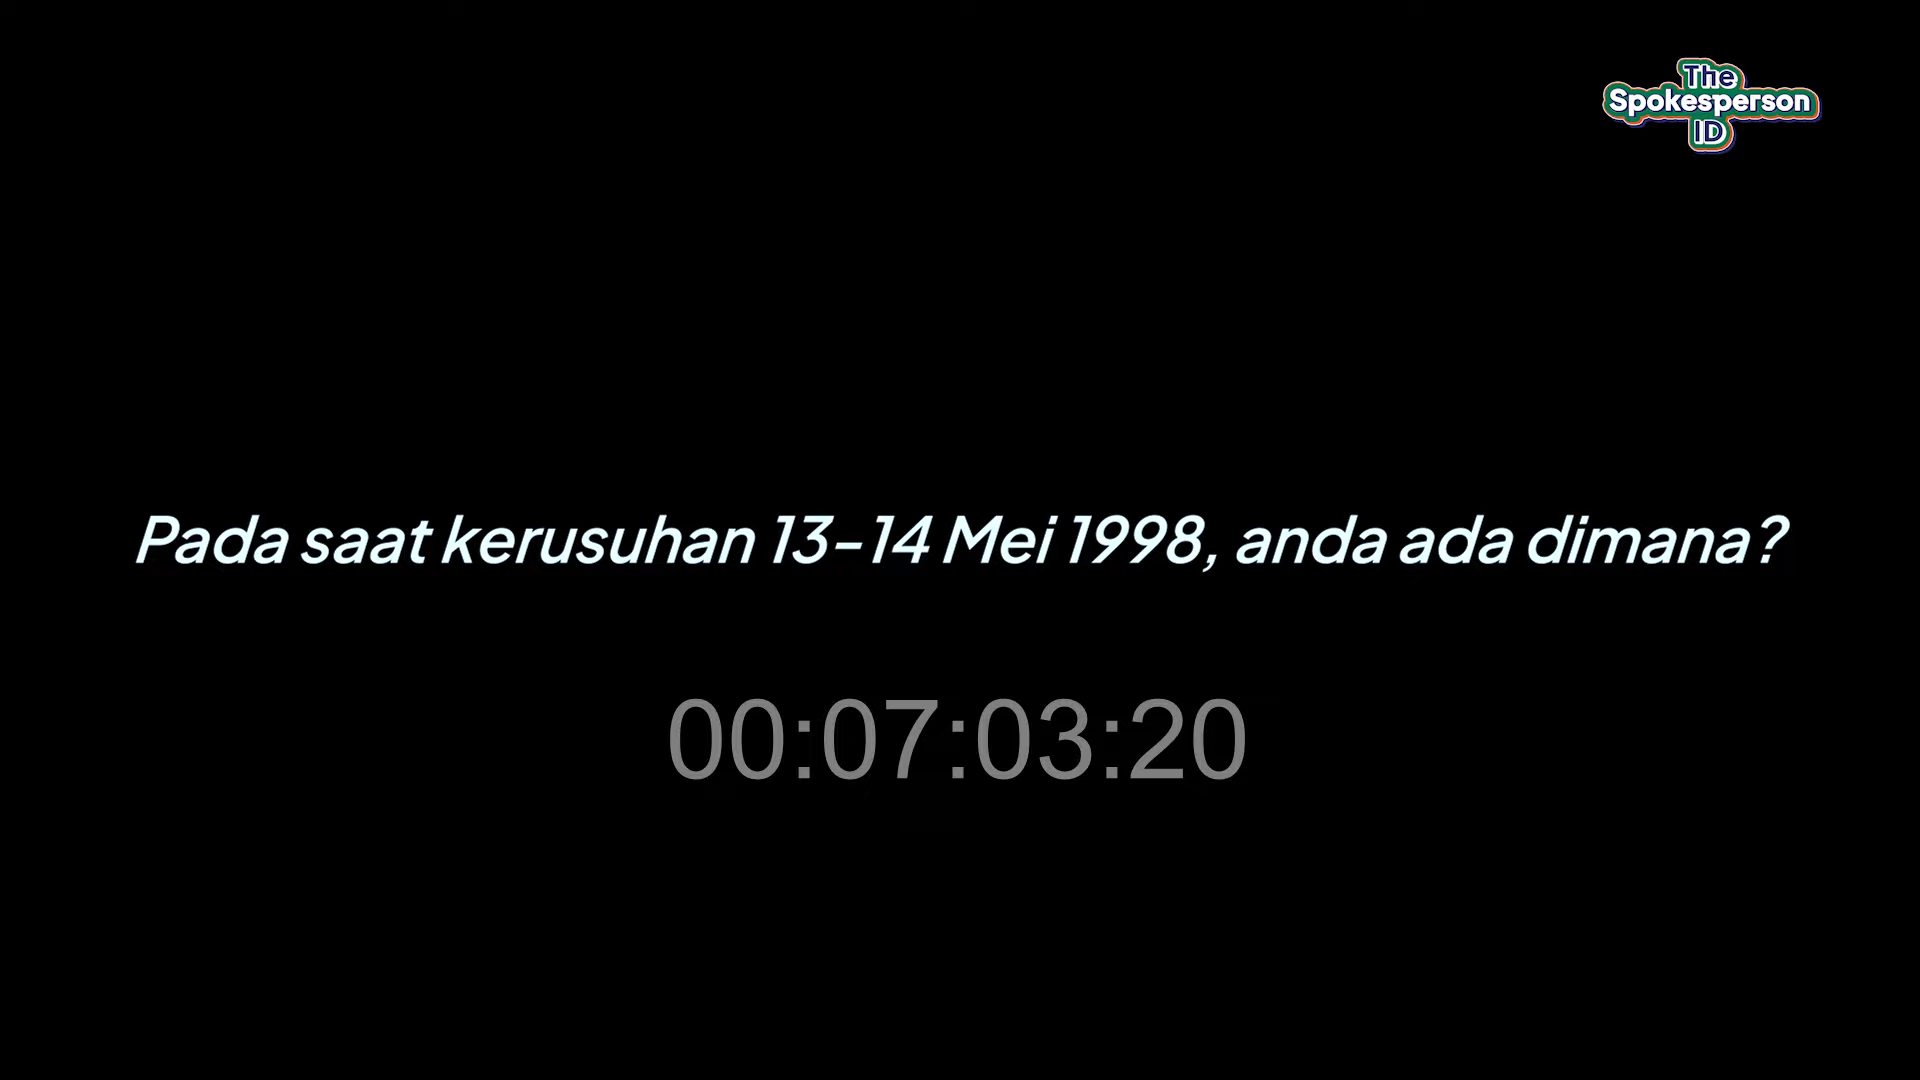 The
Spokesperson
ID
Pada saat kerusuhan 13-14 Mei 1998, anda ada dimana?
00:07:03:20